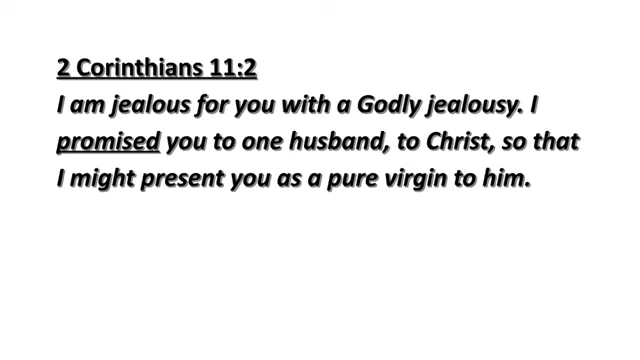 2 Corinthians 11:2
I am jealous for you with a Godly jealousy. I
promised you to one husband, to Christ, so that
I might present you as a pure virgin to him.